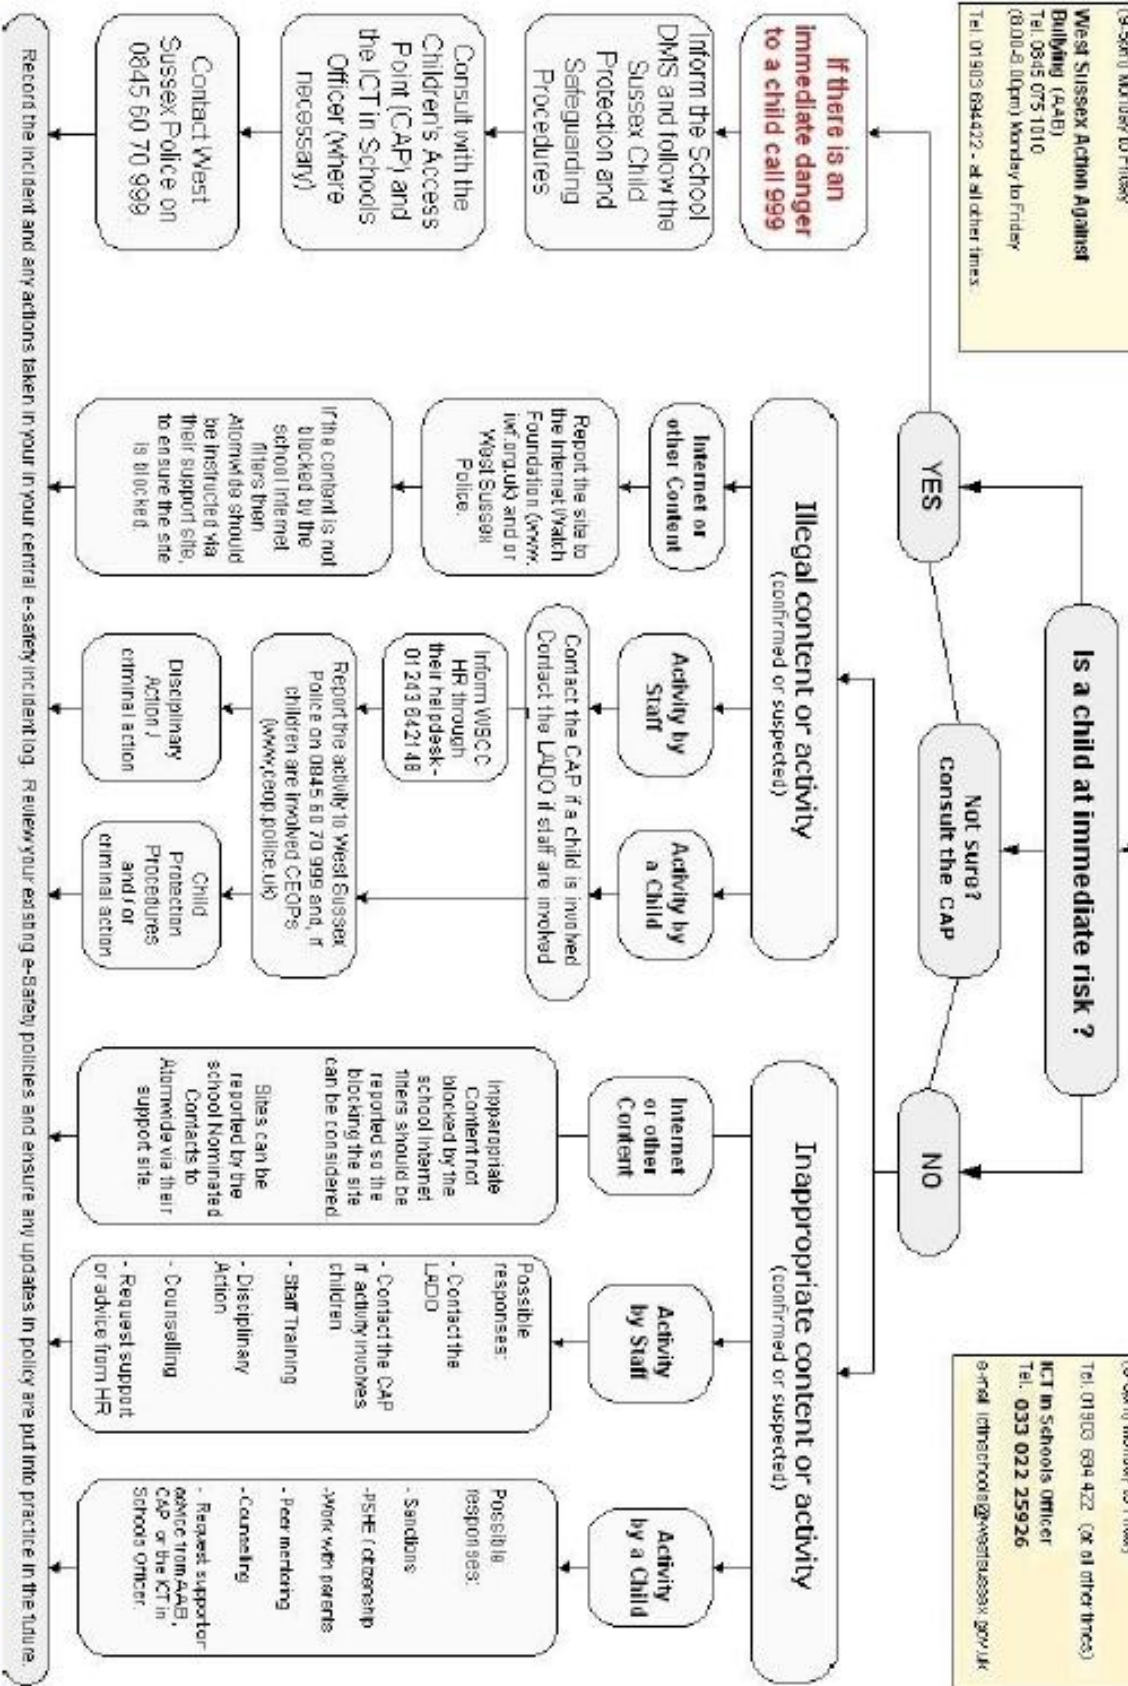 (9-5pm) Monday to Friday
West Sussex Action Against
Bullying (AAB)
Tel. 0845 075 1010
(8.00-6.00pm) Monday to Friday
Tel. 01903 694422 - at all other times.
Tel. 01903 694 422 (at all other times)
ICT in Schools Officer
Tel. 033 022 25926
e-mail ictinschools@westsussex.gov.uk
Is a child at immediate risk ?
YES
Not sure?
Consult the CAP
NO
If there is an
immediate danger
to a child call 999
Inform the School
DMS and follow the
Sussex Child
Protection and
Safeguarding
Procedures
Consult with the
Children's Access
Point (CAP) and
the ICT in Schools
Officer (where
necessary)
Contact West
Sussex Police on
0845 60 70 999
Illegal content or activity
(confirmed or suspected)
Internet or
other Content
Report the site to
the Internet Watch
Foundation (www.
iwf.org.uk) and or
West Sussex
Police.
If the content is not
blocked by the
school Internet
filters then
Atomwide should
be instructed via
their support site,
to ensure the site
is blocked.
Activity by
Staff
Activity by
a Child
Contact the CAP if a child is involved
Contact the LADO if staff are involved
Inform WSCC
HR through
their helpdesk -
01243 642148
Report the activity to West Sussex
Police on 0845 60 70 999 and, if
children are involved CEOPs
(www.ceop.police.uk)
Disciplinary
Action /
criminal action
Child
Protection
Procedures
and / or
criminal action
Inappropriate content or activity
(confirmed or suspected)
Internet
or other
Content
Inpparopriate
Content not
blocked by the
school Internet
filters should be
reported so the
blocking the site
can be considered.
Sites can be
reported by the
school Nominated
Contacts to
Atomwide via their
support site.
Activity
by Staff
Possible
responses:
- Contact the
LADO
- Contact the CAP
if activity involves
children
- Staff Training
- Disciplinary
Action
- Counselling
- Request support
or advice from HR
Activity
by a Child
Possible
responses:
- Sanctions
-PSHE / citizenship
-Work with parents
- Peer mentoring
- Counseling
- Request support or
advice from AAB,
CAP or the ICT in
Schools Officer.
Record the incident and any actions taken in your in your central e-safety incident log. Review your existing e-Safety policies and ensure any updates in policy are put into practice in the future.